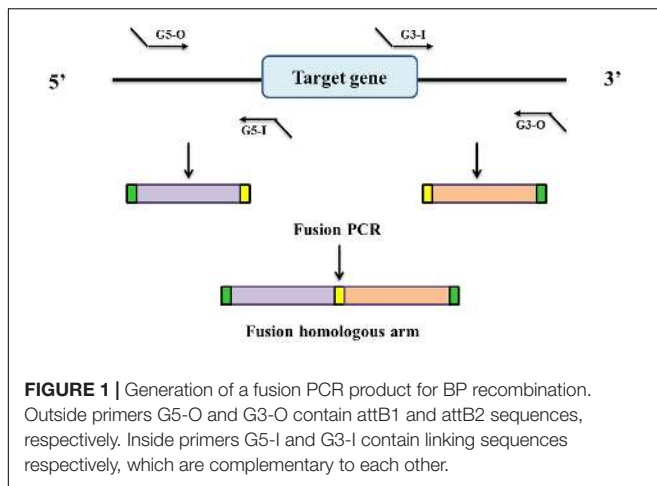 G5-O
G3-I
5’
Target gene
3’
G5-I
G3-O
Fusion PCR
Fusion homologous arm
FIGURE 1 | Generation of a fusion PCR product for BP recombination.
Outside primers G5-O and G3-O contain attB1 and attB2 sequences,
respectively. Inside primers G5-I and G3-I contain linking sequences
respectively, which are complementary to each other.